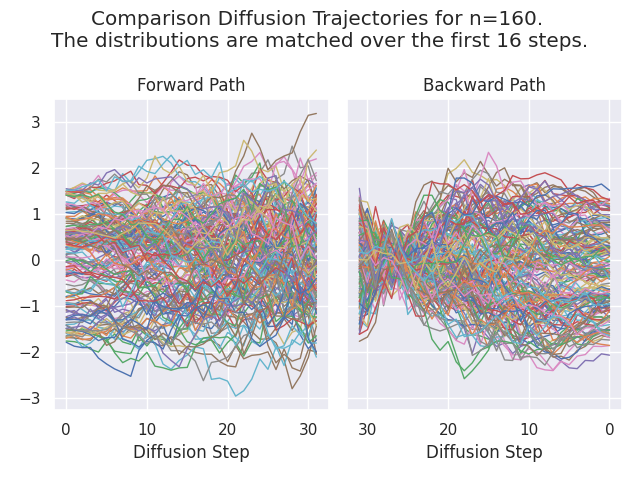 Comparison Diffusion Trajectories for n=160.
The distributions are matched over the first 16 steps.
Forward Path
Backward Path
3
2
1
0
−1
−2
−3
0
10
20
30
30
20
10
0
Diffusion Step
Diffusion Step